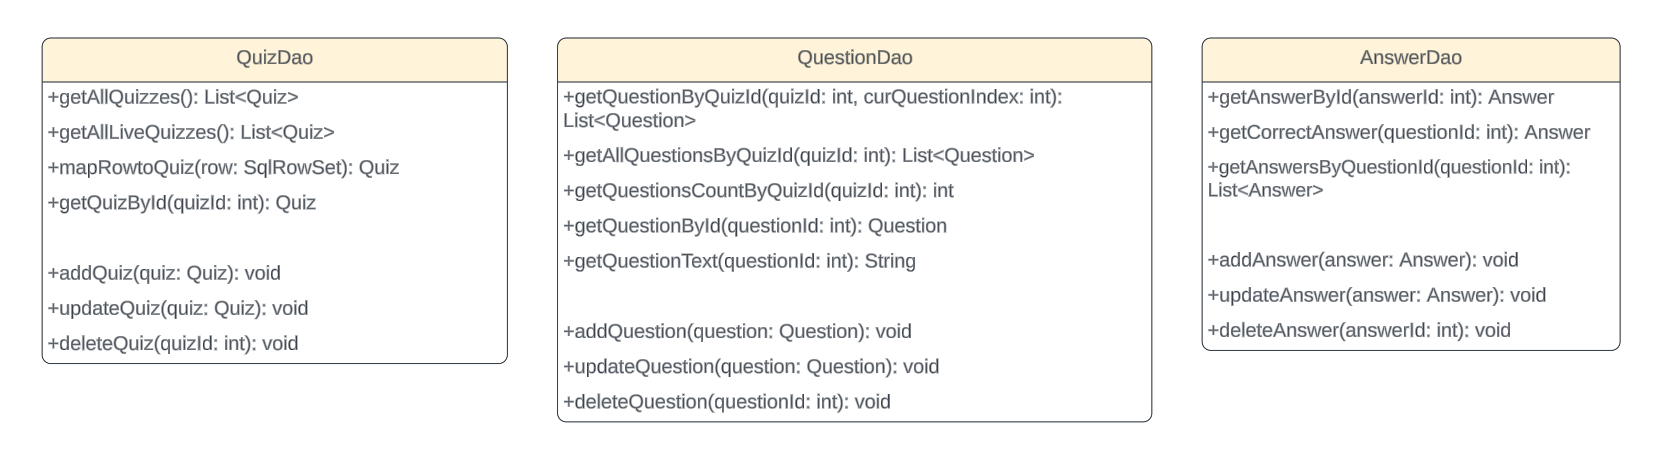 QuizDao
+getAllQuizzes(): List<Quiz>
+getAllLiveQuizzes(): List<Quiz>
+mapRowtoQuiz(row: SqlRowSet): Quiz
+getQuizById(quizId: int): Quiz
+addQuiz(quiz: Quiz): void
+updateQuiz(quiz: Quiz): void
+deleteQuiz(quizId: int): void
QuestionDao
+getQuestionByQuizId(quizId: int, curQuestionIndex: int):
List<Question>
+getAllQuestionsByQuizId(quizId: int): List<Question>
+getQuestionsCountByQuizId(quizId: int): int
+getQuestionById(questionId: int): Question
+getQuestionText(questionId: int): String
+addQuestion(question: Question): void
+updateQuestion(question: Question): void
+deleteQuestion(questionId: int): void
AnswerDao
+getAnswerById(answerId: int): Answer
+getCorrectAnswer(questionId: int): Answer
+getAnswersByQuestionId(questionId: int):
List<Answer>
+addAnswer(answer: Answer): void
+updateAnswer(answer: Answer): void
+deleteAnswer(answerId: int): void